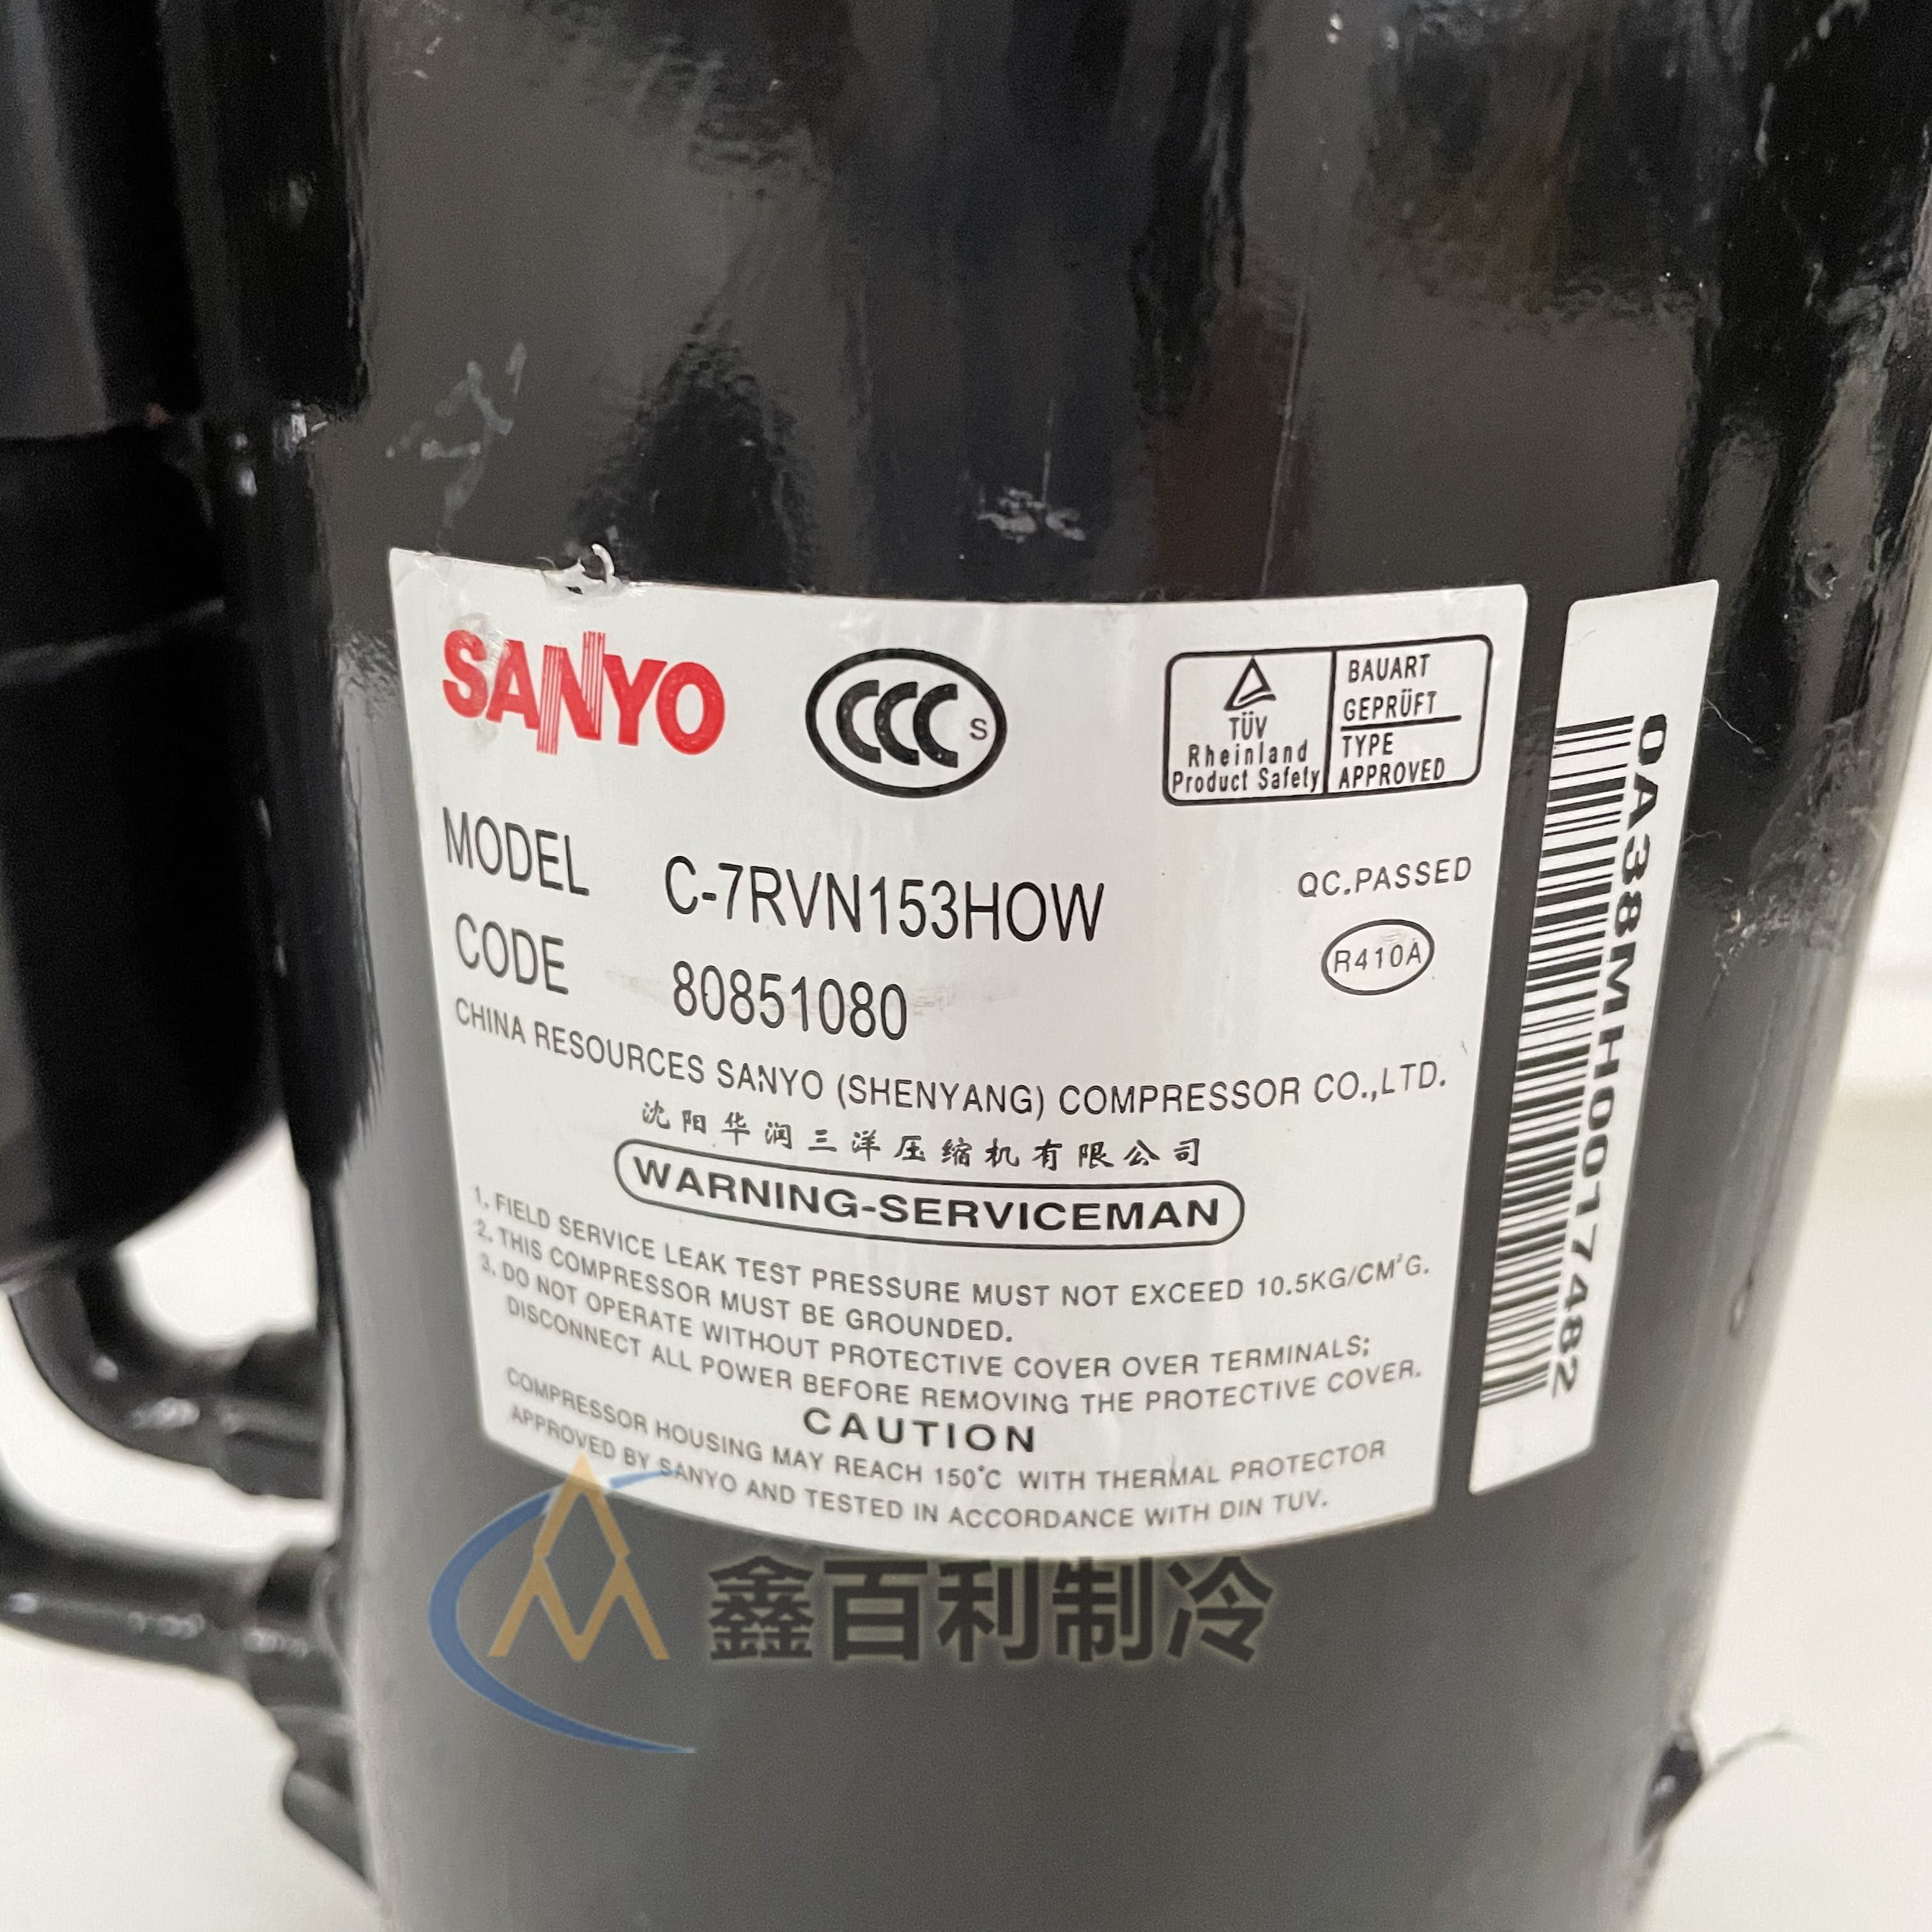 SANYO
CCC S
TÜV
Rheinland
Product Safety
BAUART
GEPRÜFT
TYPE
APPROVED
MODEL C-7RVN153HOW
QC.PASSED
CODE 80851080
R410A
CHINA RESOURCES SANYO (SHENYANG) COMPRESSOR CO.,LTD.
沈阳华润三洋压缩机有限公司
WARNING-SERVICEMAN
1. FIELD SERVICE LEAK TEST PRESSURE MUST NOT EXCEED 10.5KG/CM²G.
2. THIS COMPRESSOR MUST BE GROUNDED.
3. DO NOT OPERATE WITHOUT PROTECTIVE COVER OVER TERMINALS;
DISCONNECT ALL POWER BEFORE REMOVING THE PROTECTIVE COVER.
CAUTION
COMPRESSOR HOUSING MAY REACH 150°C WITH THERMAL PROTECTOR
APPROVED BY SANYO AND TESTED IN ACCORDANCE WITH DIN TUV.
0A38MH0017482
鑫百利制冷